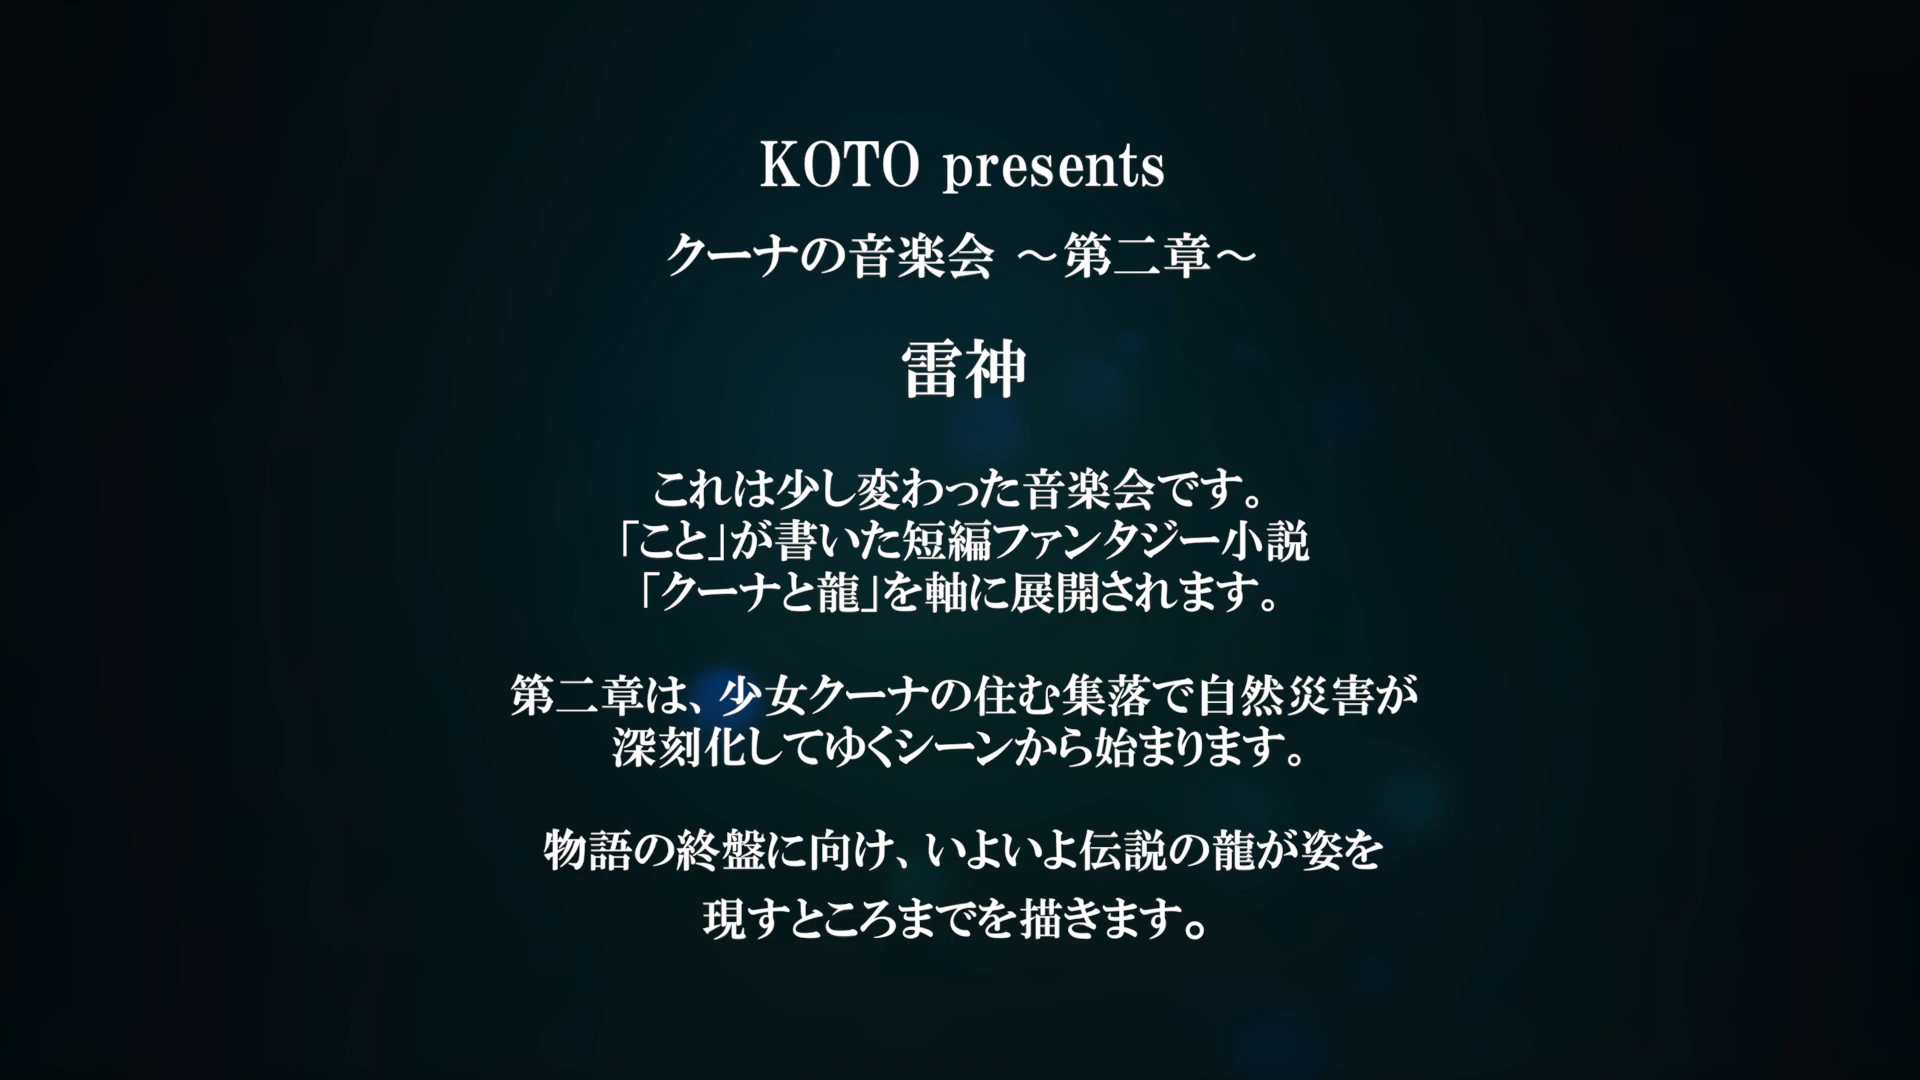 KOTO presents
クーナの音楽会 ～第二章～
雷神
これは少し変わった音楽会です。
「こと」が書いた短編ファンタジー小説
「クーナと龍」を軸に展開されます。
第二章は、少女クーナの住む集落で自然災害が
深刻化してゆくシーンから始まります。
物語の終盤に向け、いよいよ伝説の龍が姿を
現すところまでを描きます。